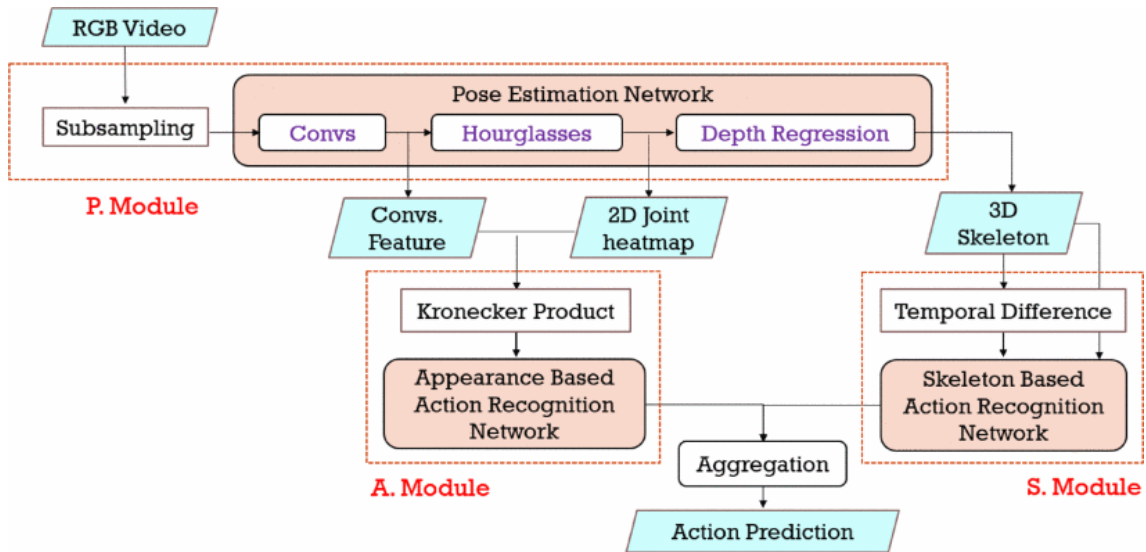 RGB Video
Pose Estimation Network
Subsampling
Convs
Hourglasses
Depth Regression
P. Module
Convs.
Feature
2D Joint
heatmap
3D
Skeleton
Kronecker Product
Temporal Difference
Appearance Based
Action Recognition
Network
Skeleton Based
Action Recognition
Network
Aggregation
A. Module
S. Module
Action Prediction